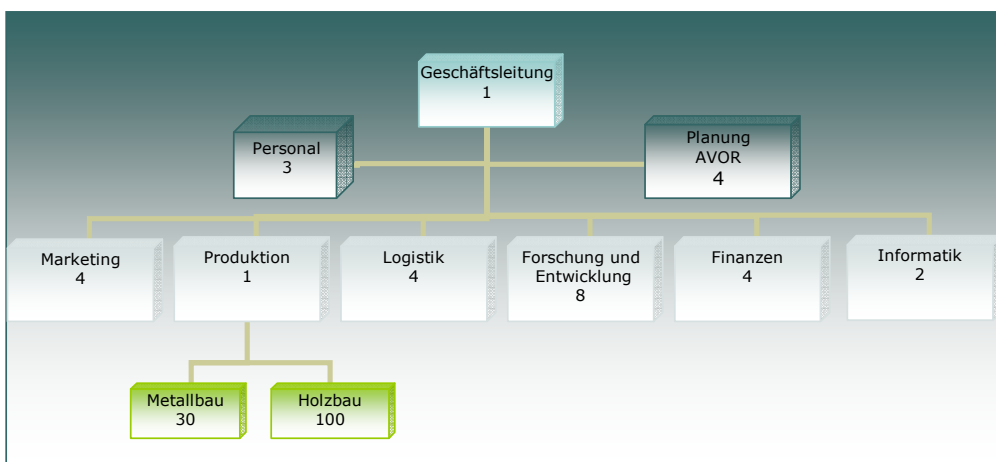 Geschäftsleitung
1
Personal
3
Planung
AVOR
4
Marketing
4
Produktion
1
Logistik
4
Forschung und
Entwicklung
8
Finanzen
4
Informatik
2
Metallbau
30
Holzbau
100